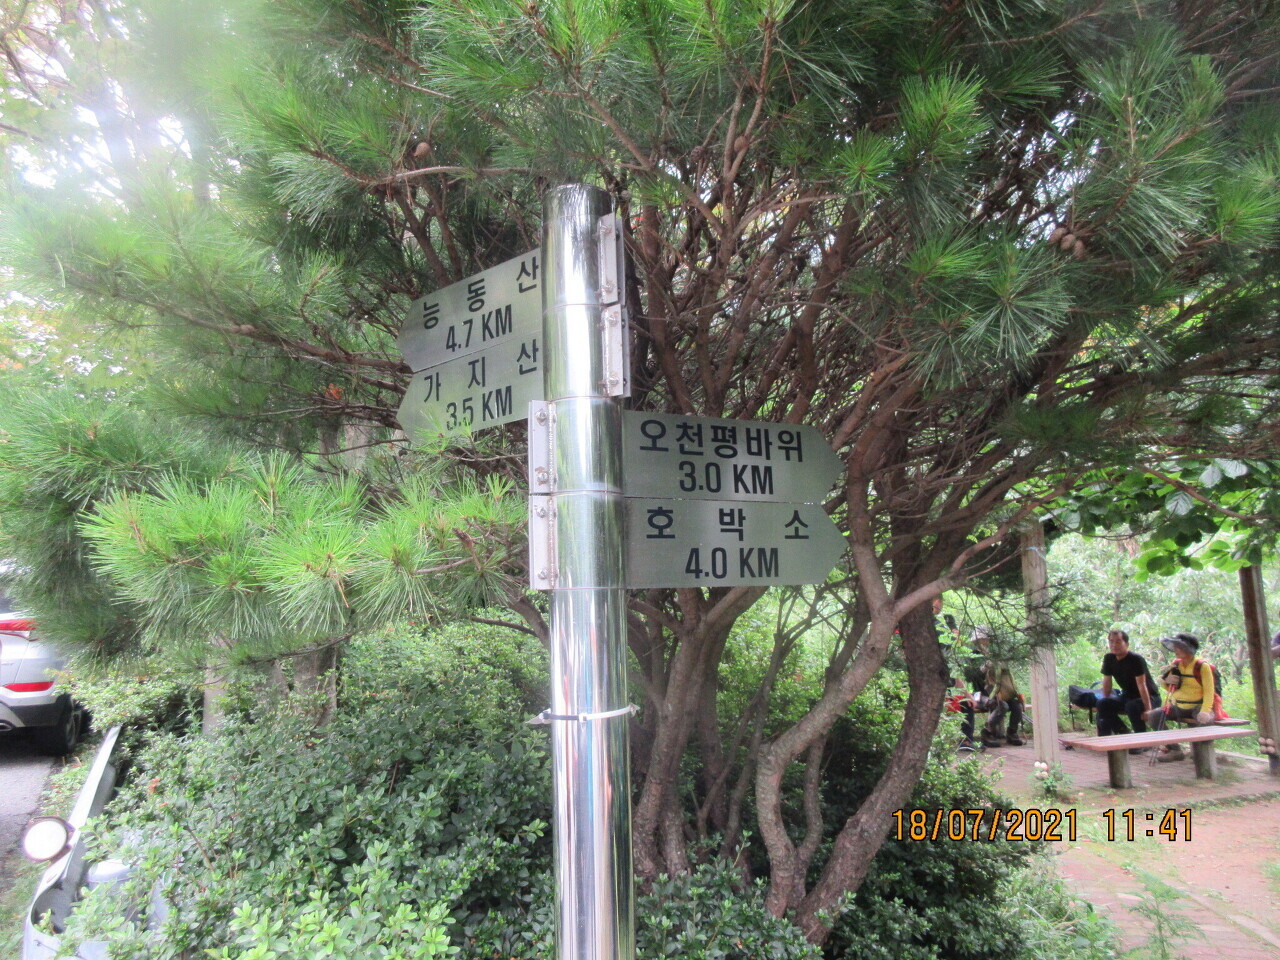 능 동 산
4.7 KM
가 지 산
3.5 KM
오천평바위
3.0 KM
호 박 소
4.0 KM
18/07/2021 11:41